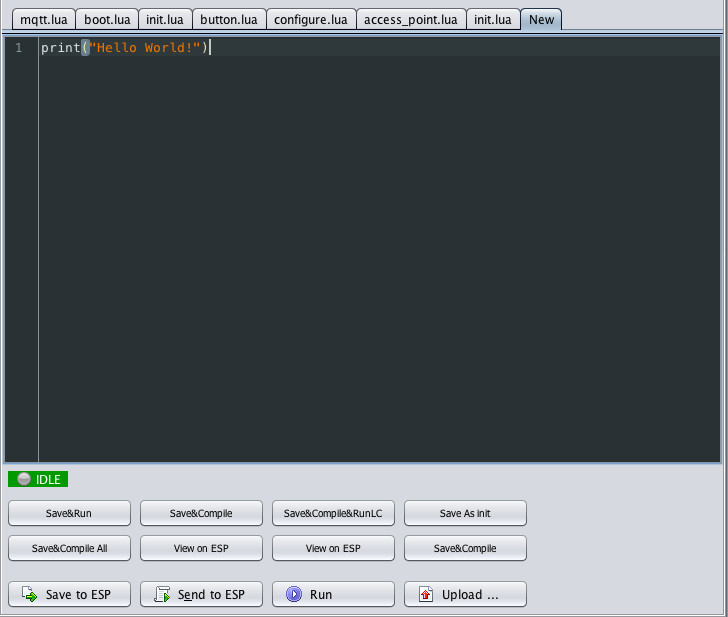 mqtt.lua boot.lua init.lua button.lua configure.lua access_point.lua init.lua New
1 print("Hello World!")
IDLE
Save&Run Save&Compile Save&Compile&RunLC Save As init
Save&Compile All View on ESP View on ESP Save&Compile
Save to ESP Send to ESP Run Upload ...